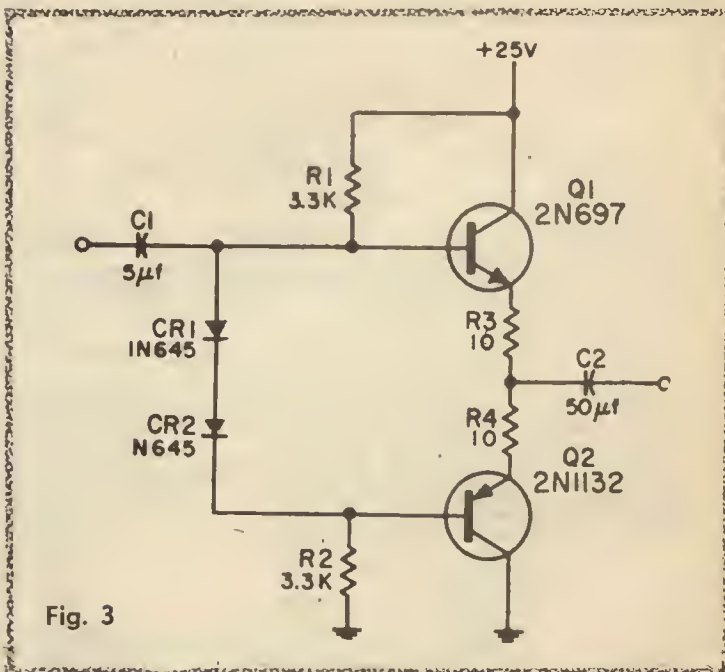 +25V
R1
3.3K
Q1
2N697
C1
5µf
CR1
1N645
R3
10
C2
50µf
CR2
N645
R4
10
Q2
2N1132
R2
3.3K
Fig. 3